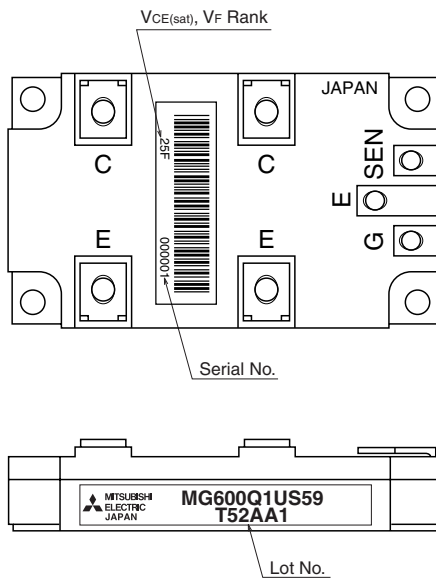 VCE(sat), VF Rank
JAPAN
25F
C
C
SEN
E
E
E
G
000001
Serial No.
MITSUBISHI
ELECTRIC
JAPAN
MG600Q1US59
T52AA1
Lot No.